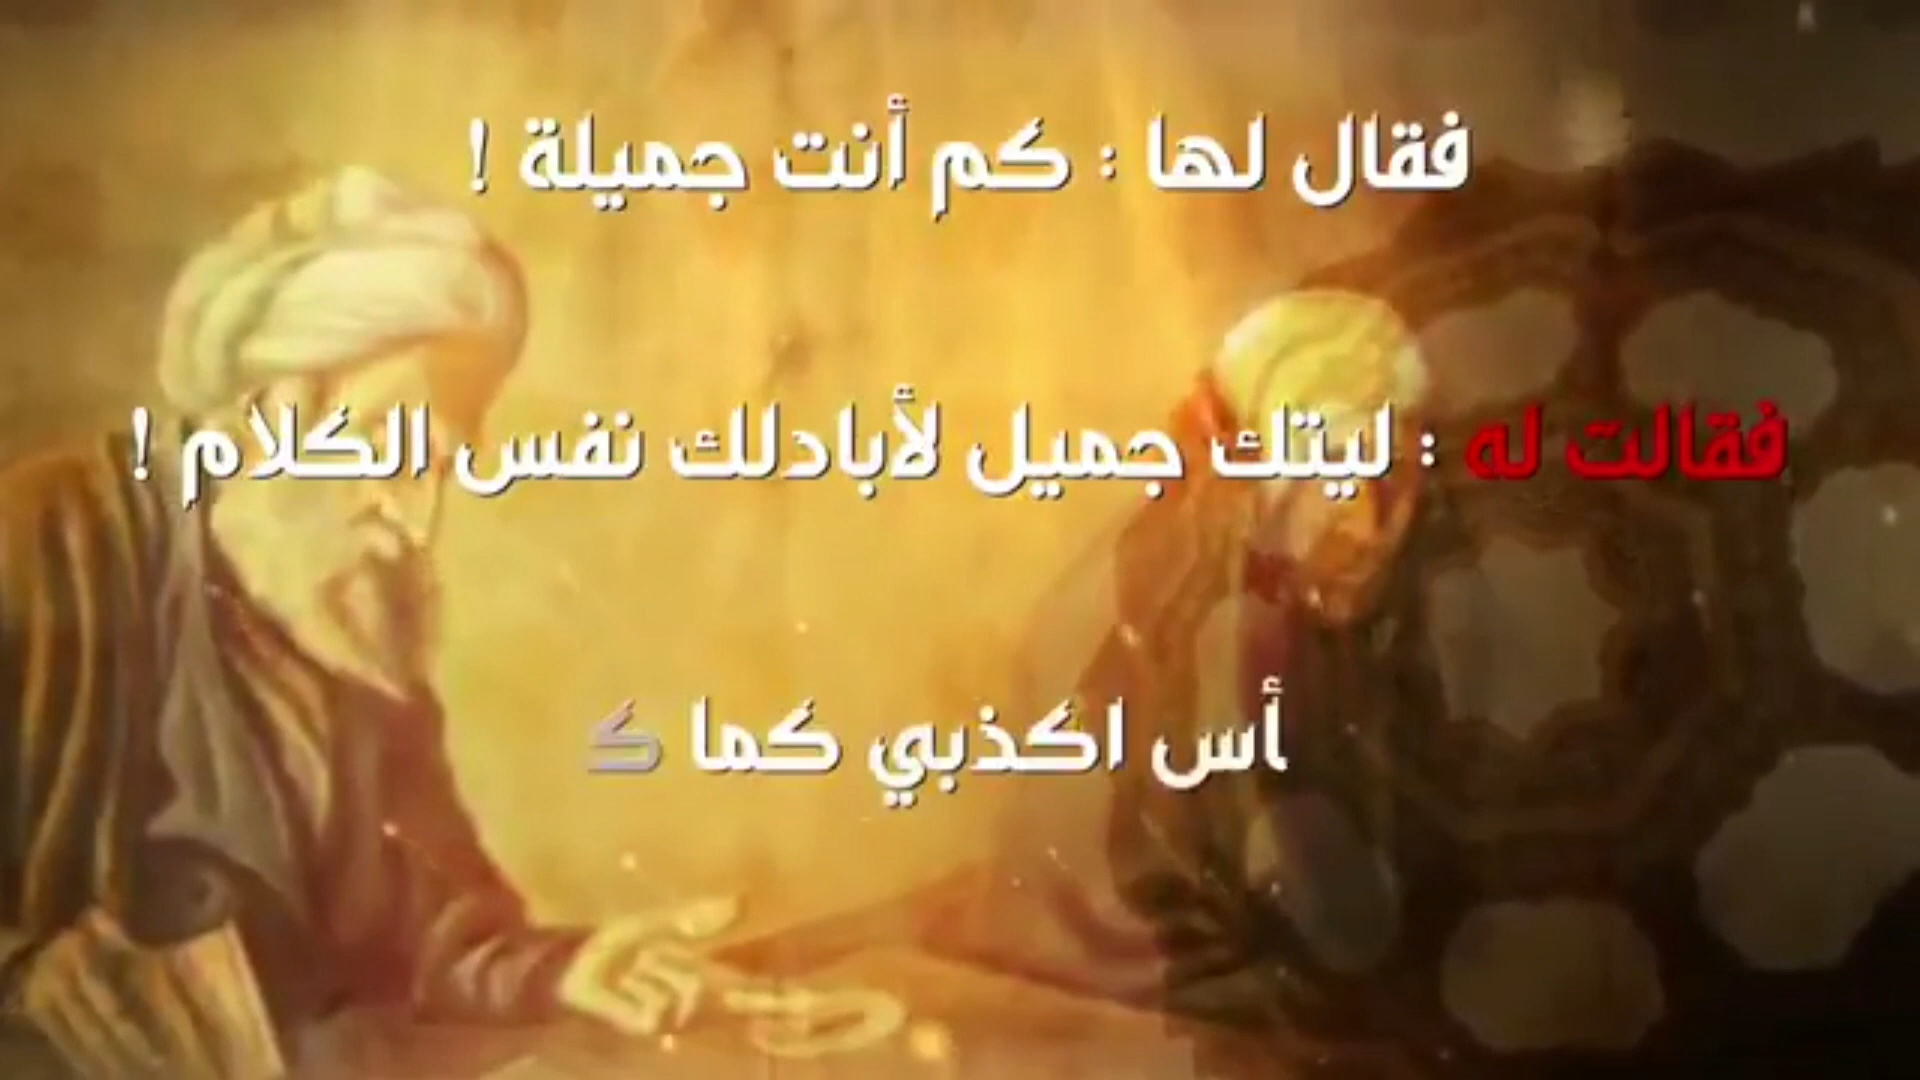 فقال لها : كم أنت جميلة !
فقالت له : ليتك جميل لأبادلك نفس الكلام !
أس اكذبي كما ك